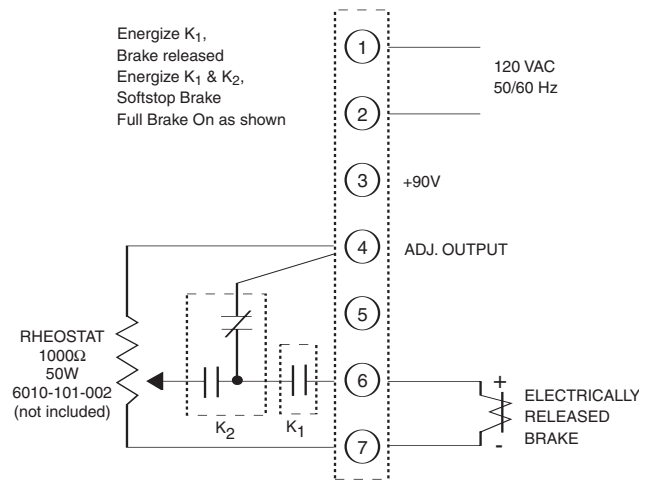 Energize K₁,
Brake released
Energize K₁ & K₂,
Softstop Brake
Full Brake On as shown
1
120 VAC
50/60 Hz
2
3
+90V
4
ADJ. OUTPUT
5
RHEOSTAT
1000Ω
50W
6010-101-002
(not included)
K₂
K₁
6
7
+
-
ELECTRICALLY
RELEASED
BRAKE